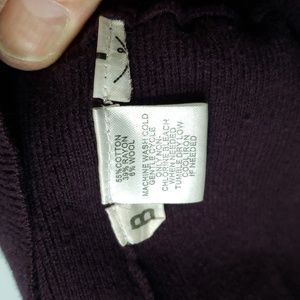 55% COTTON
39% RAYON
6% WOOL
MACHINE WASH COLD
GENTLE CYCLE
ONLY NON-
CHLORINE BLEACH
WHEN NEEDED
TUMBLE DRY LOW
COOL IRON
IF NEEDED